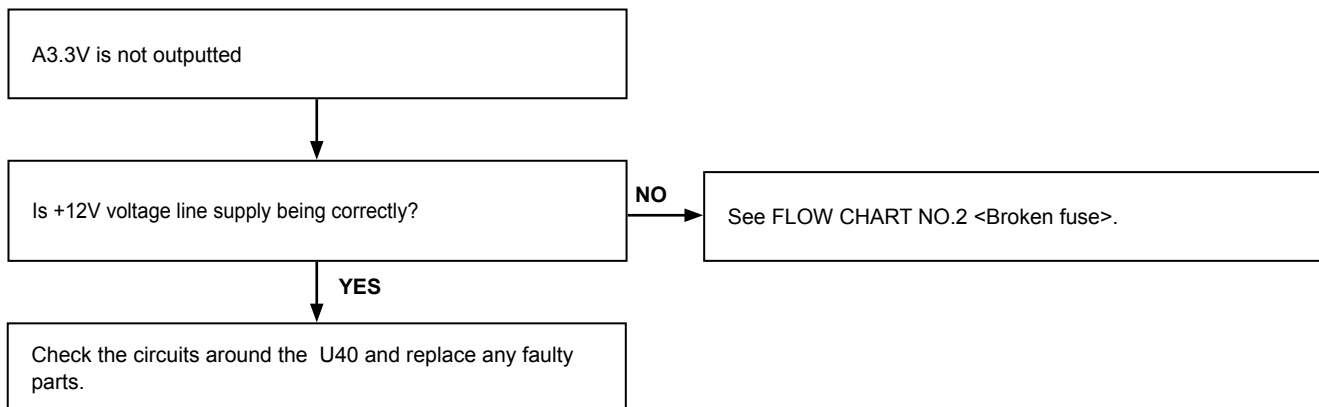 A3.3V is not outputted
Is +12V voltage line supply being correctly?
NO
See FLOW CHART NO.2 <Broken fuse>.
YES
Check the circuits around the  U40 and replace any faulty
parts.